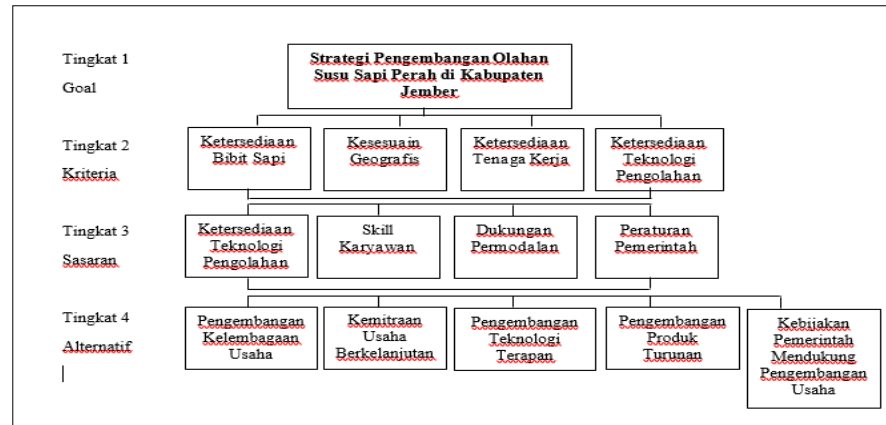 Tingkat 1
Goal
Strategi Pengembangan Olahan
Susu Sapi Perah di Kabupaten
Jember
Tingkat 2
Kriteria
Ketersediaan
Bibit Sapi
Kesesuain
Geografis
Ketersediaan
Tenaga Kerja
Ketersediaan
Teknologi
Pengolahan
Tingkat 3
Sasaran
Ketersediaan
Teknologi
Pengolahan
Skill
Karyawan
Dukungan
Permodalan
Peraturan
Pemerintah
Tingkat 4
Alternatif
Pengembangan
Kelembagaan
Usaha
Kemitraan
Usaha
Berkelanjutan
Pengembangan
Teknologi
Terapan
Pengembangan
Produk
Turunan
Kebijakan
Pemerintah
Mendukung
Pengembangan
Usaha